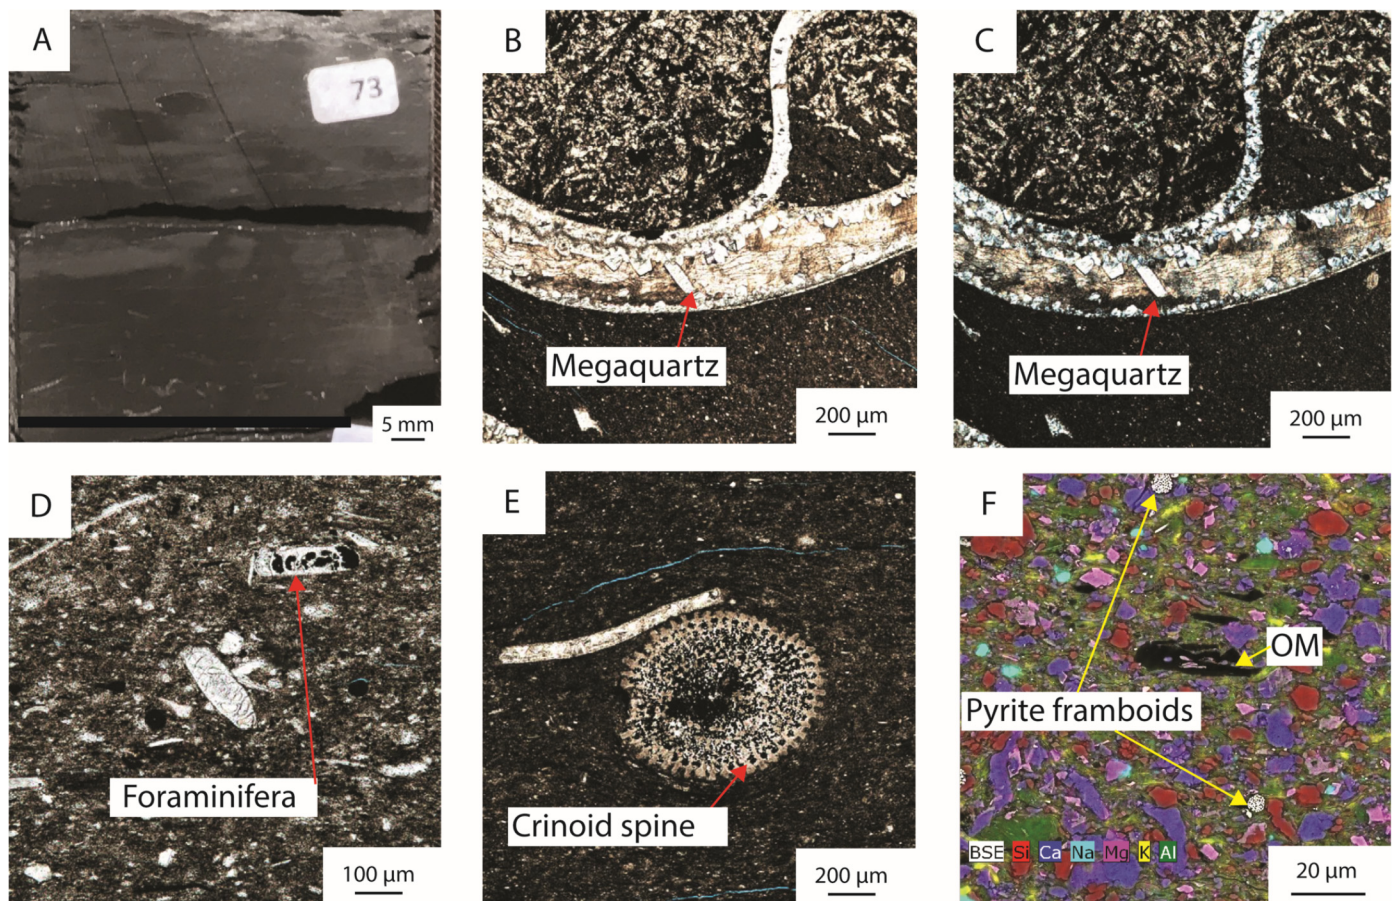 A
73
5 mm
B
Megaquartz
200 µm
C
Megaquartz
200 µm
D
Foraminifera
100 µm
E
Crinoid spine
200 µm
F
OM
Pyrite framboids
BSE Si Ca Na Mg K Al
20 µm